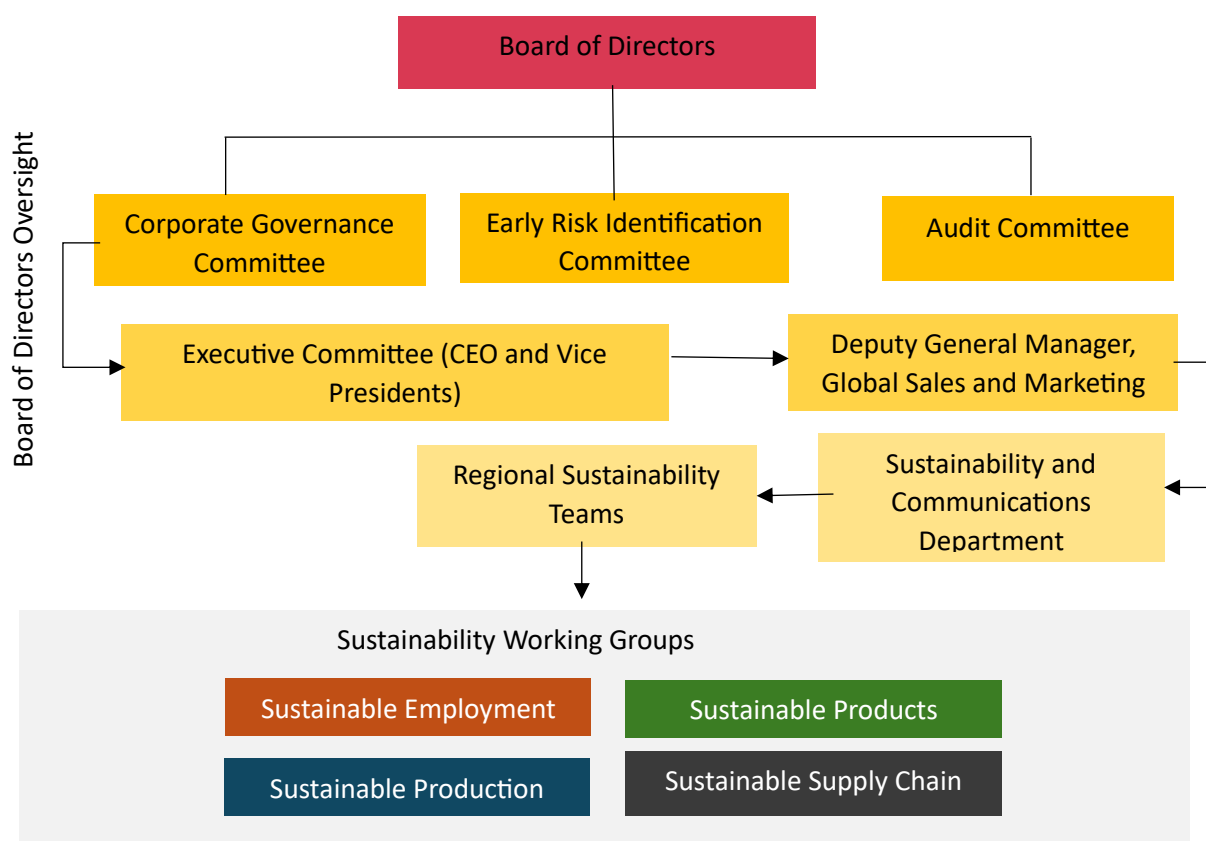 Board of Directors
Board of Directors Oversight
Corporate Governance
Committee
Early Risk Identification
Committee
Audit Committee
Executive Committee (CEO and Vice
Presidents)
Deputy General Manager,
Global Sales and Marketing
Regional Sustainability
Teams
Sustainability and
Communications
Department
Sustainability Working Groups
Sustainable Employment
Sustainable Products
Sustainable Production
Sustainable Supply Chain